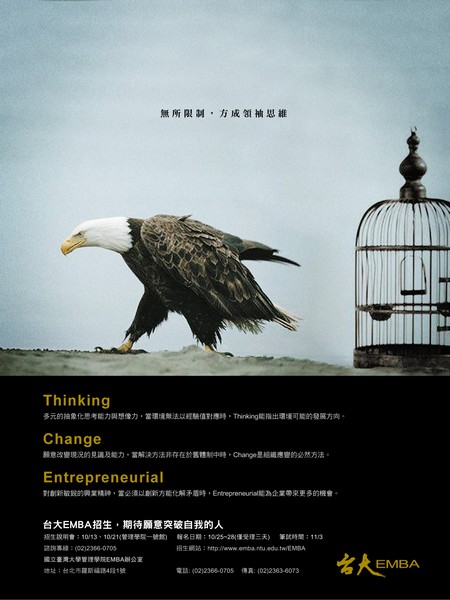 無所限制，方成領袖思維
Thinking
多元的抽象化思考能力與想像力，當環境無法以經驗值對應時，Thinking能指出環境可能的發展方向。
Change
願意改變現況的見識及能力，當解決方法非存在於舊體制中時，Change是組織應變的必然方法。
Entrepreneurial
對創新敏銳的興業精神，當必須以創新方能化解矛盾時，Entrepreneurial能為企業帶來更多的機會。
台大EMBA招生，期待願意突破自我的人
招生說明會：10/13、10/21(管理學院一號館) 報名日期：10/25~28(僅受理三天) 筆試時間：11/3
諮詢專線：(02)2366-0705 招生網站：http://www.emba.ntu.edu.tw/EMBA
國立臺灣大學管理學院EMBA辦公室
地址：台北市羅斯福路4段1號 電話：(02)2366-0705 傳真：(02)2363-6073
台大EMBA